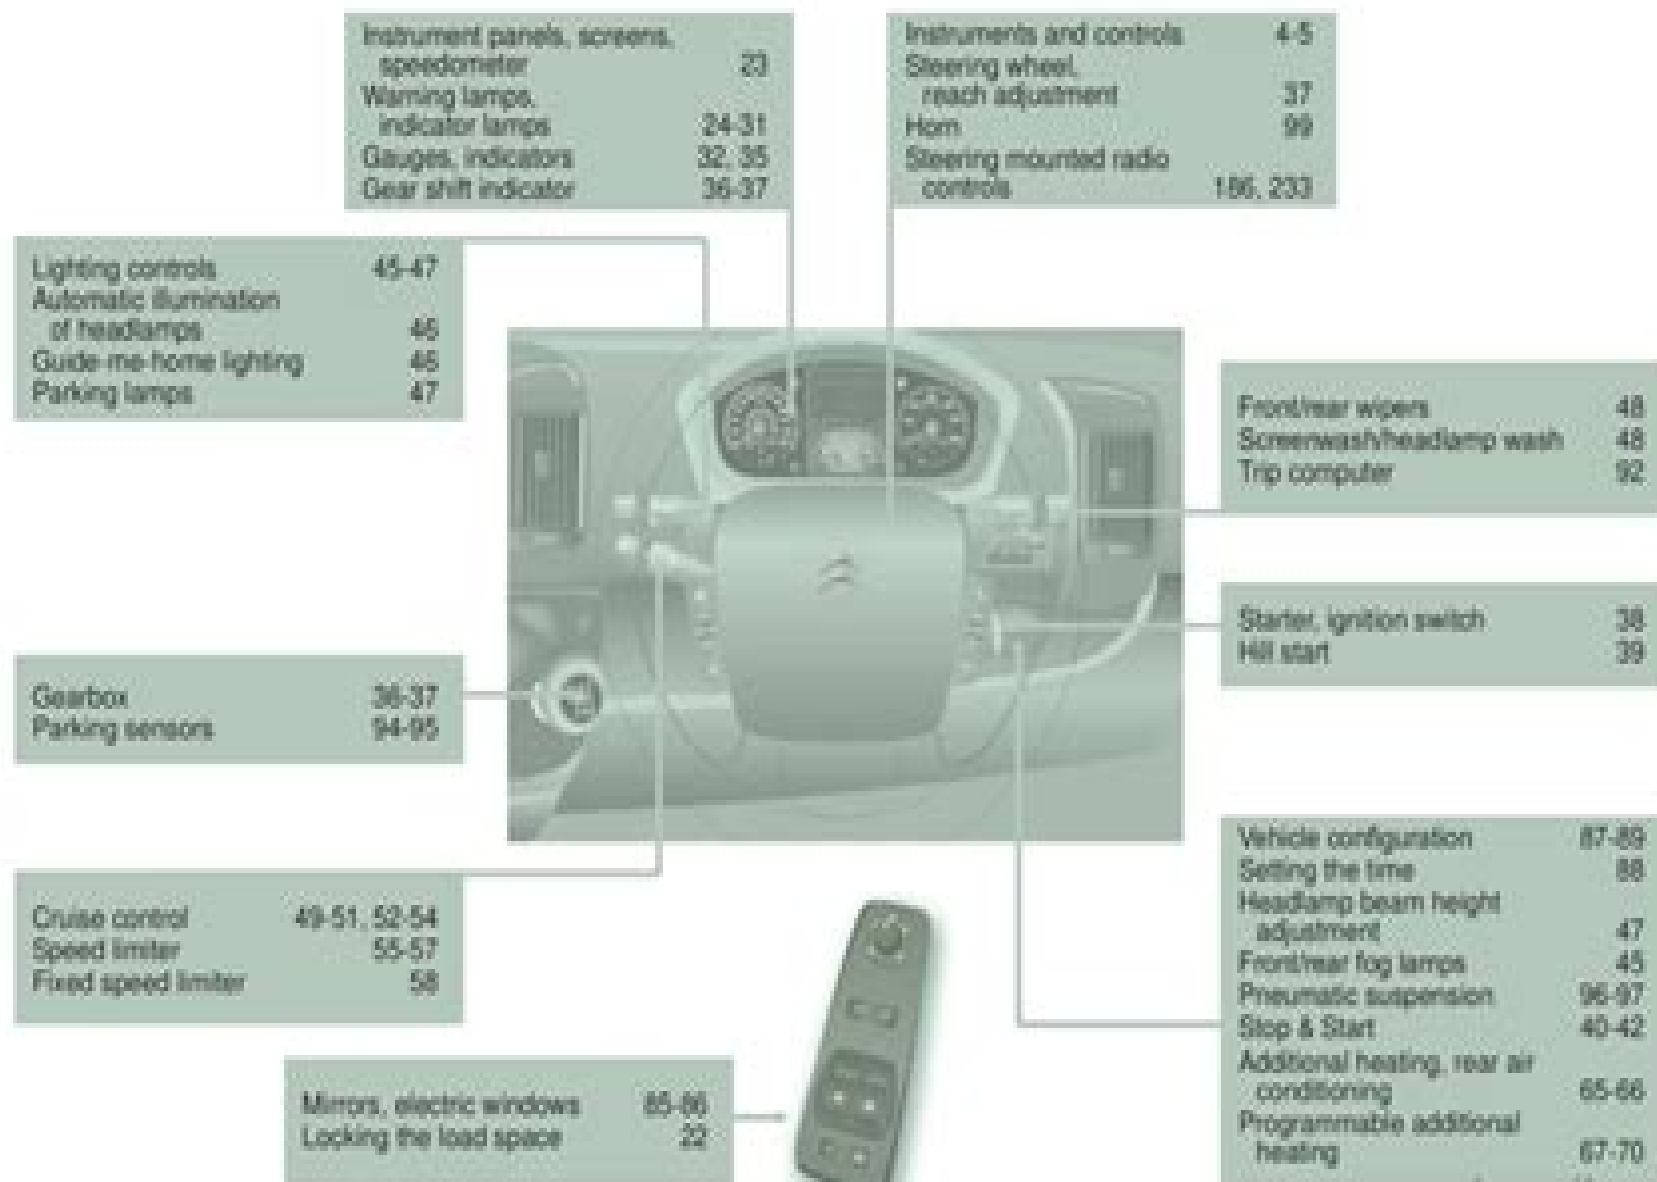 Instrument panels, screens,
speedometer 23
Warning lamps,
indicator lamps 24-31
Gauges, indicators 32, 35
Gear shift indicator 36-37
Instruments and controls 4-5
Steering wheel,
reach adjustment 37
Horn 99
Steering mounted radio
controls 186, 233
Lighting controls 45-47
Automatic illumination
of headlamps 46
Guide-me-home lighting 46
Parking lamps 47
Front/rear wipers 48
Screenwash/headlamp wash 48
Trip computer 92
Starter, ignition switch 38
Hill start 39
Gearbox 36-37
Parking sensors 94-95
Cruise control 49-51, 52-54
Speed limiter 55-57
Fixed speed limiter 58
Vehicle configuration 87-89
Setting the time 88
Headlamp beam height
adjustment 47
Front/rear fog lamps 45
Pneumatic suspension 96-97
Stop & Start 40-42
Additional heating, rear air
conditioning 65-66
Programmable additional
heating 67-70
Mirrors, electric windows 85-86
Locking the load space 22